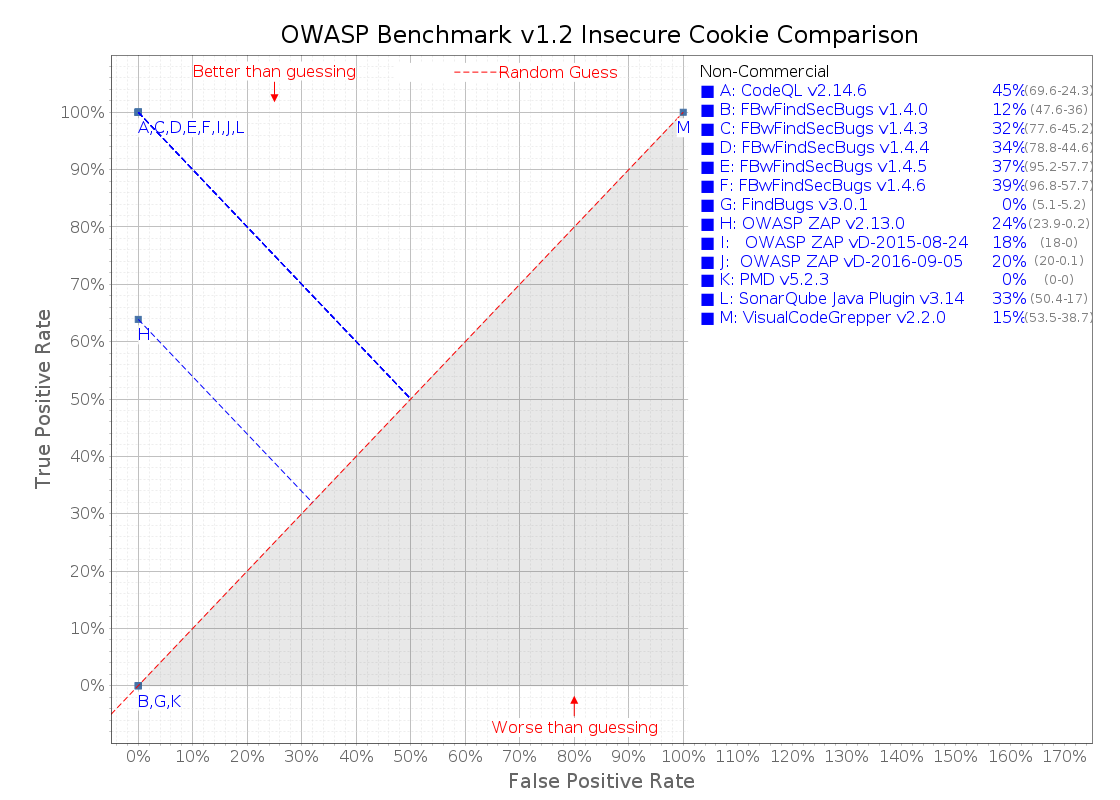 OWASP Benchmark v1.2 Insecure Cookie Comparison
Better than guessing
Random Guess
Non-Commercial
A: CodeQL v2.14.6 45% (69.6-24.3)
B: FBwFindSecBugs v1.4.0 12% (47.6-36)
C: FBwFindSecBugs v1.4.3 32% (77.6-45.2)
D: FBwFindSecBugs v1.4.4 34% (78.8-44.6)
E: FBwFindSecBugs v1.4.5 37% (95.2-57.7)
F: FBwFindSecBugs v1.4.6 39% (96.8-57.7)
G: FindBugs v3.0.1 0% (5.1-5.2)
H: OWASP ZAP v2.13.0 24% (23.9-0.2)
I: OWASP ZAP vD-2015-08-24 18% (18-0)
J: OWASP ZAP vD-2016-09-05 20% (20-0.1)
K: PMD v5.2.3 0% (0-0)
L: SonarQube Java Plugin v3.14 33% (50.4-17)
M: VisualCodeGrepper v2.2.0 15% (53.5-38.7)
True Positive Rate
100%
90%
80%
70%
60%
50%
40%
30%
20%
10%
0%
A,C,D,E,F,I,J,L
M
H
B,G,K
Worse than guessing
0% 10% 20% 30% 40% 50% 60% 70% 80% 90% 100% 110% 120% 130% 140% 150% 160% 170%
False Positive Rate